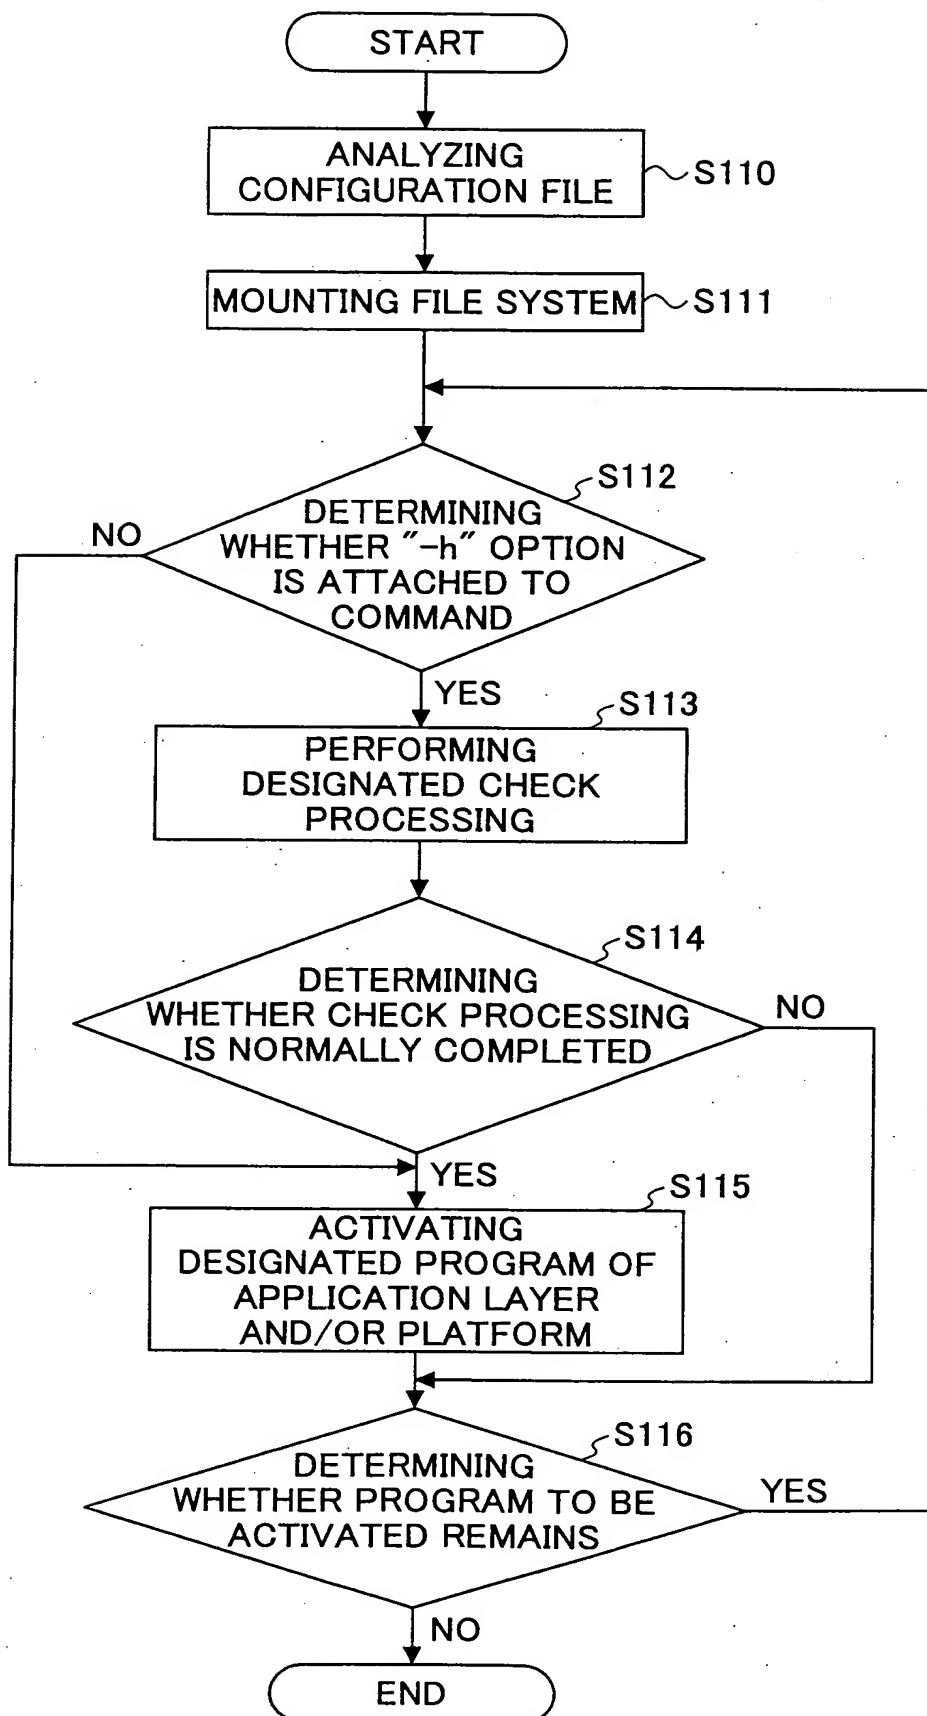 START
ANALYZING
CONFIGURATION FILE
S110
MOUNTING FILE SYSTEM
S111
S112
DETERMINING
WHETHER "-h" OPTION
IS ATTACHED TO
COMMAND
NO
YES
S113
PERFORMING
DESIGNATED CHECK
PROCESSING
S114
DETERMINING
WHETHER CHECK PROCESSING
IS NORMALLY COMPLETED
NO
YES
S115
ACTIVATING
DESIGNATED PROGRAM OF
APPLICATION LAYER
AND/OR PLATFORM
S116
DETERMINING
WHETHER PROGRAM TO BE
ACTIVATED REMAINS
YES
NO
END